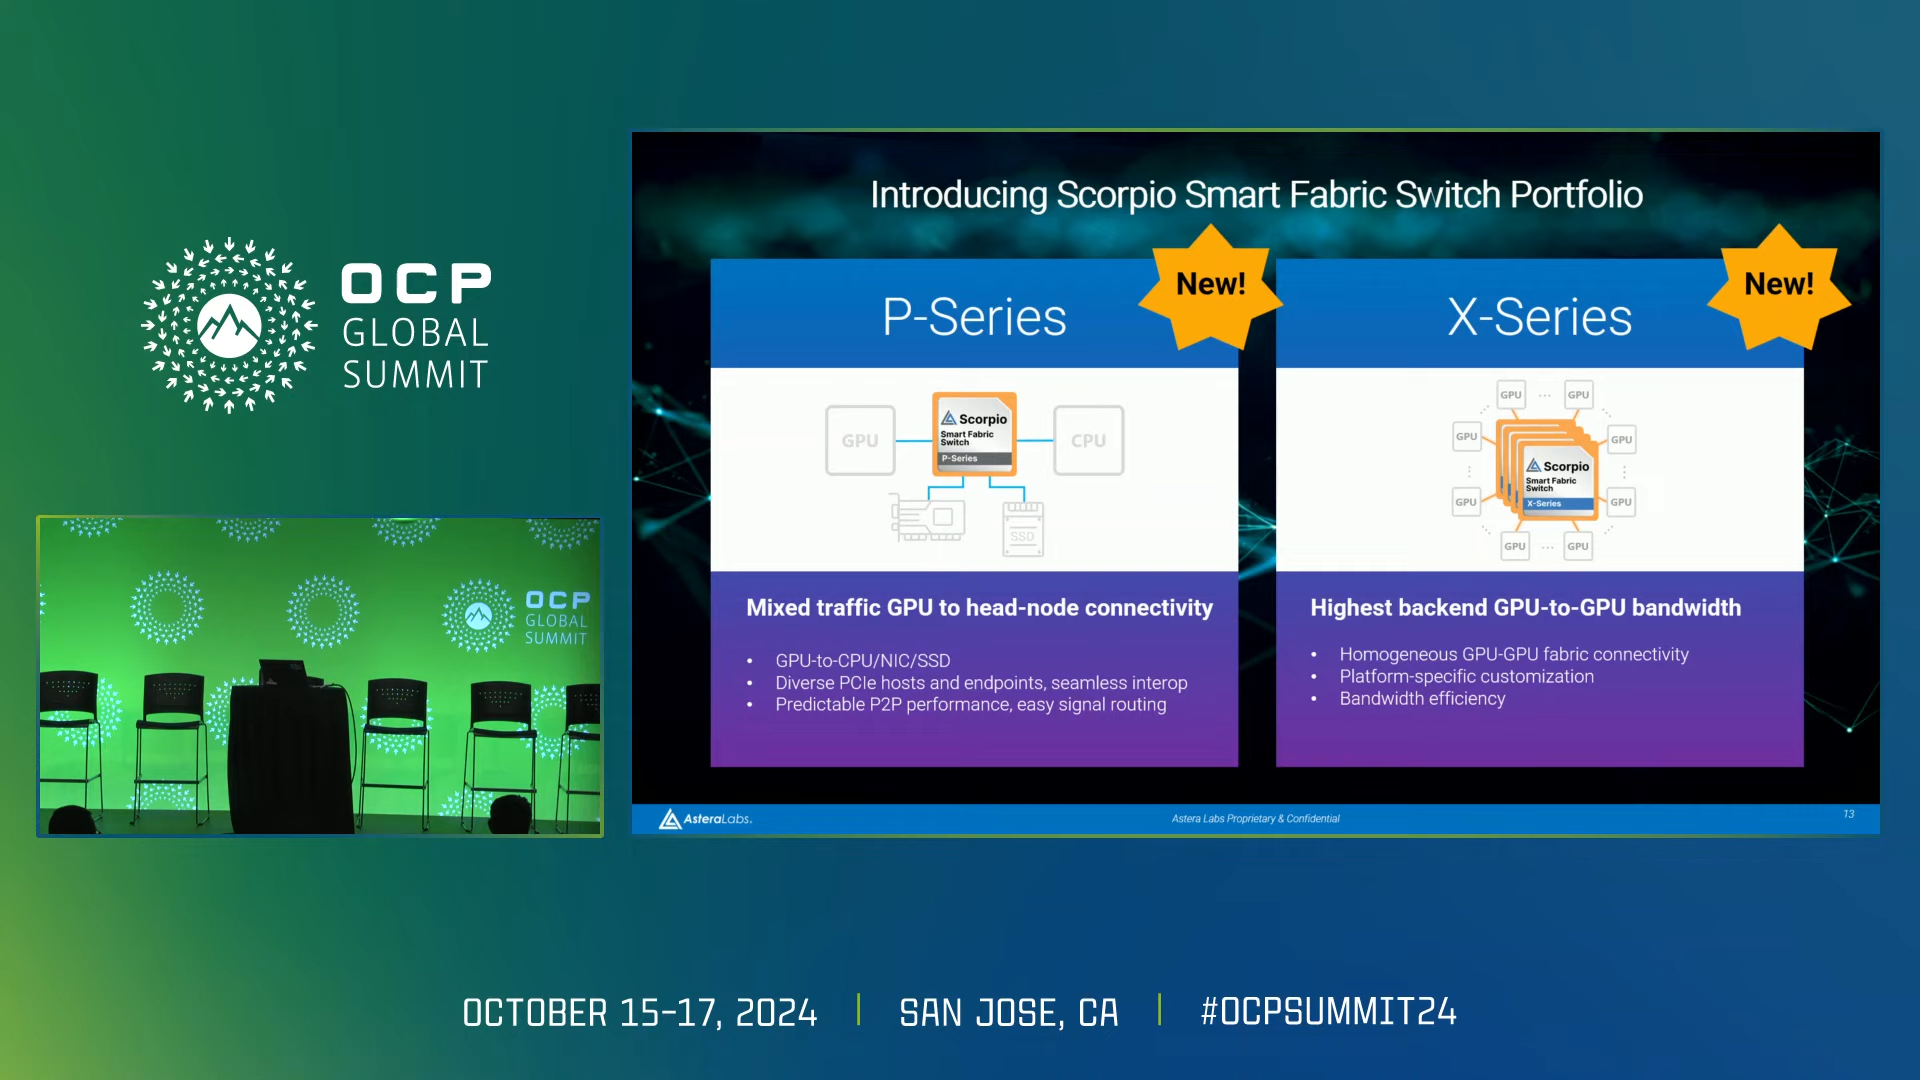 OCP
GLOBAL
SUMMIT
OCP
GLOBAL
SUMMIT
Introducing Scorpio Smart Fabric Switch Portfolio
P-Series
New!
GPU
Scorpio
Smart Fabric
Switch
P-Series
CPU
SSD
Mixed traffic GPU to head-node connectivity
• GPU-to-CPU/NIC/SSD
• Diverse PCIe hosts and endpoints, seamless interop
• Predictable P2P performance, easy signal routing
X-Series
New!
GPU ... GPU
GPU
GPU
Scorpio
Smart Fabric
Switch
X-Series
GPU
GPU
GPU ... GPU
Highest backend GPU-to-GPU bandwidth
• Homogeneous GPU-GPU fabric connectivity
• Platform-specific customization
• Bandwidth efficiency
AsteraLabs.
Astera Labs Proprietary & Confidential
13
OCTOBER 15-17, 2024 | SAN JOSE, CA | #OCPSUMMIT24